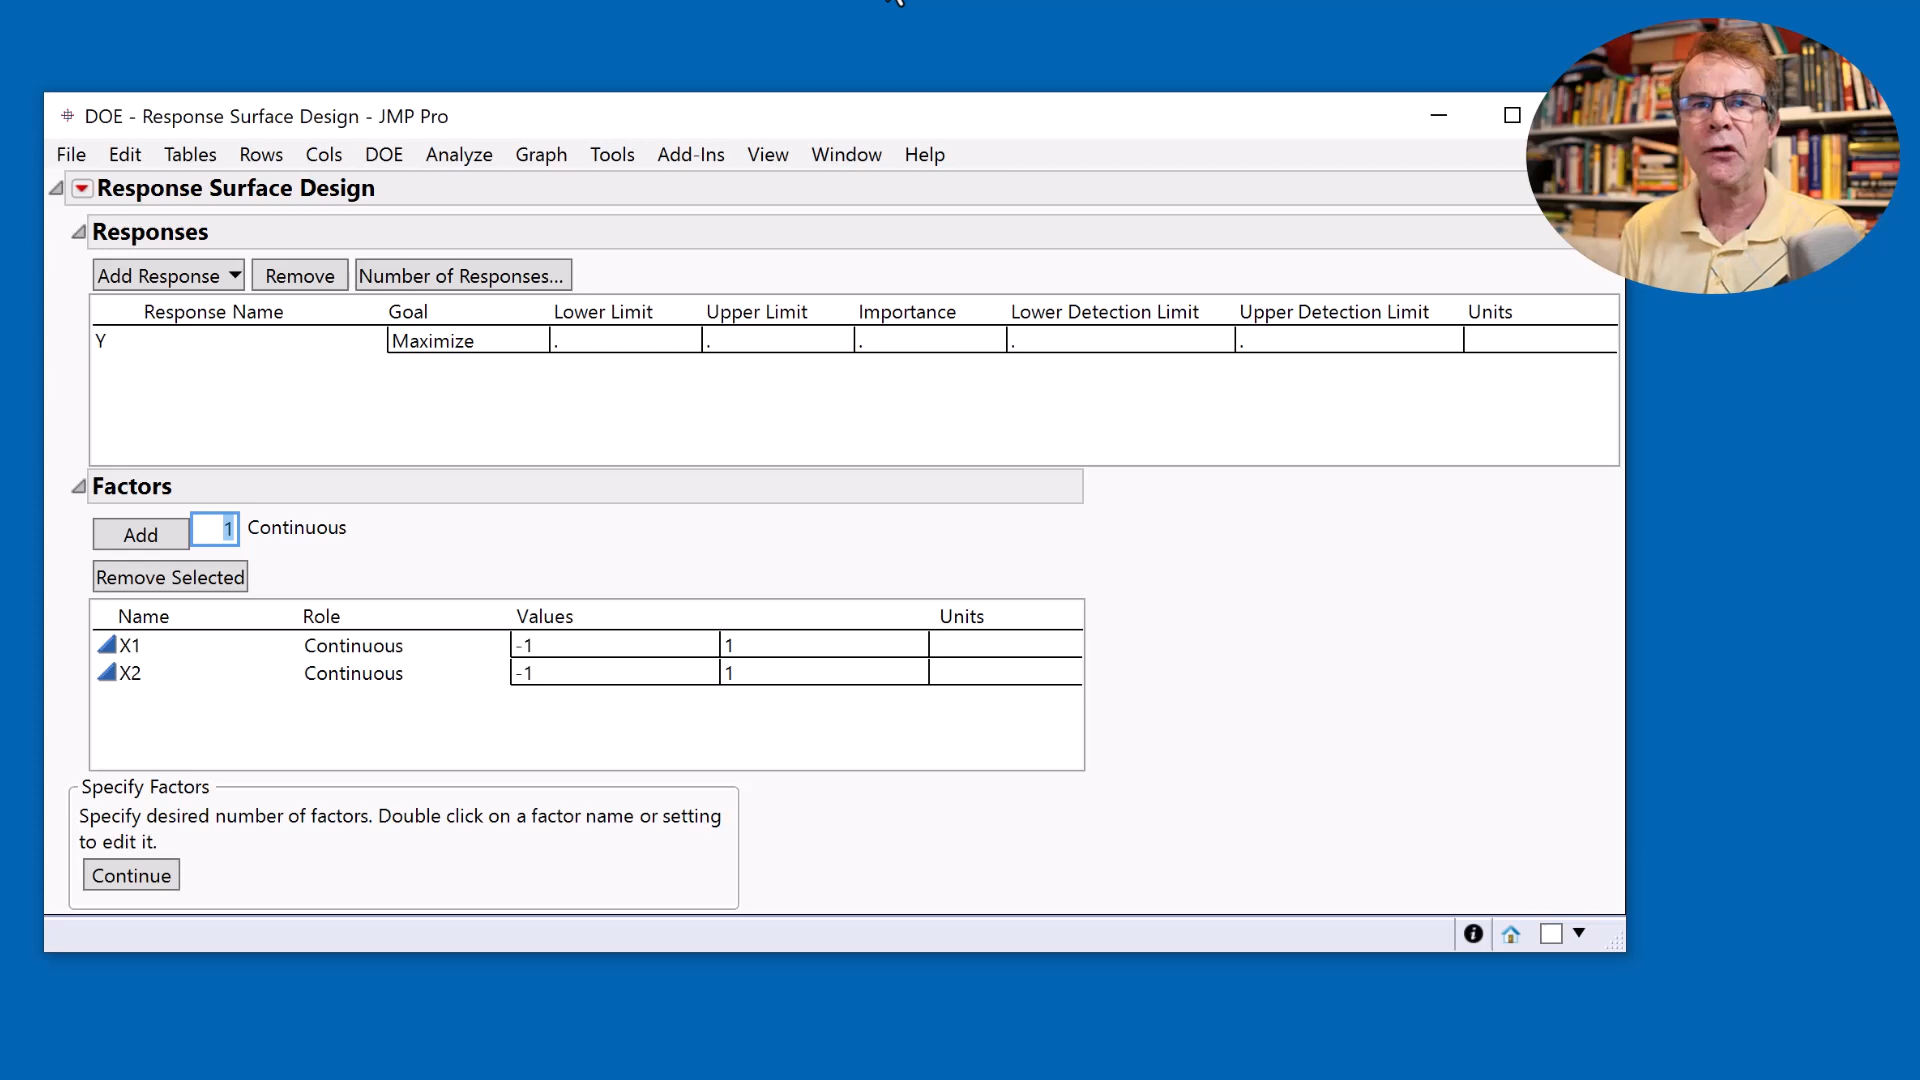 DOE - Response Surface Design - JMP Pro
File Edit Tables Rows Cols DOE Analyze Graph Tools Add-Ins View Window Help
Response Surface Design
Responses
Add Response Remove Number of Responses...
Response Name Goal Lower Limit Upper Limit Importance Lower Detection Limit Upper Detection Limit Units
Y Maximize . . . . .
Factors
Add 1 Continuous
Remove Selected
Name Role Values Units
X1 Continuous -1 1
X2 Continuous -1 1
Specify Factors
Specify desired number of factors. Double click on a factor name or setting
to edit it.
Continue